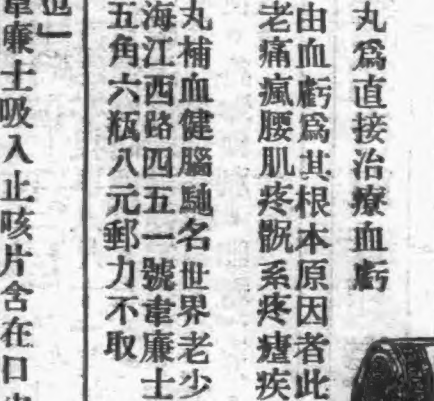 丸爲直接治療血虧
由血虧爲其根本原因者此
老痛瘋腰肌疼系疼瘧疾
丸補血健腦馳名世界老少
海江西路四五一號韋廉士
五角六瓶八元郵力不取
韋廉士吸入止咳片含在口